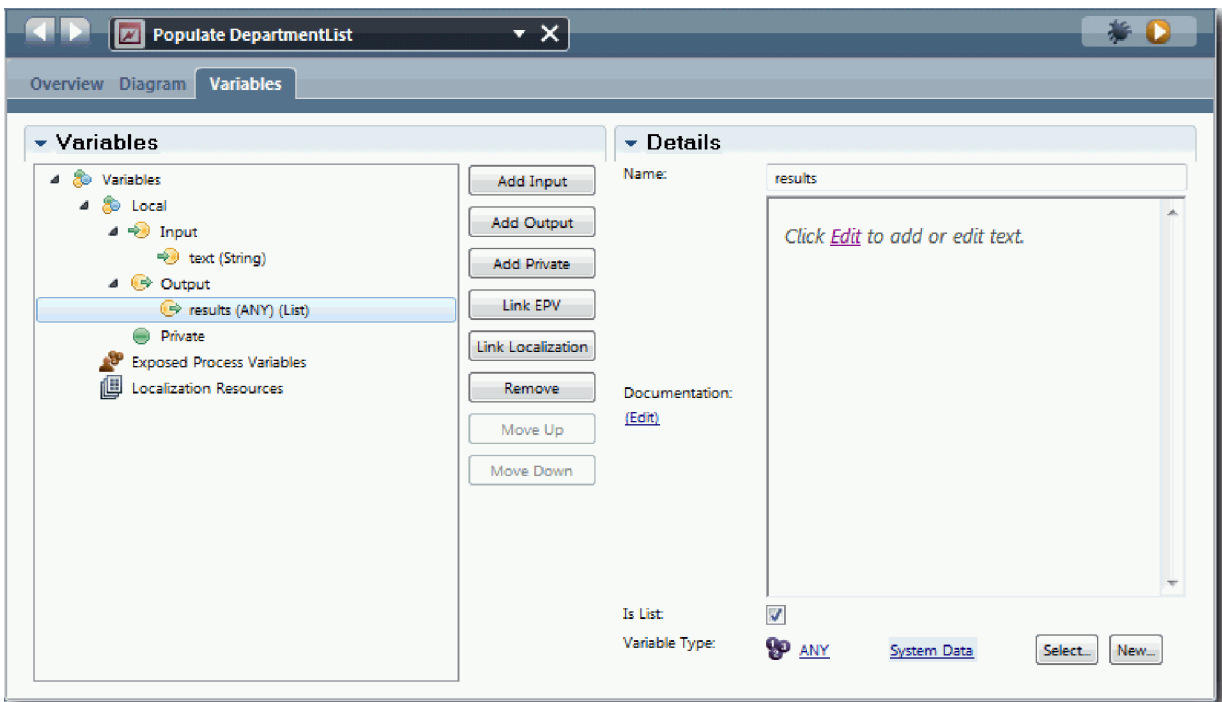 Populate DepartmentList
Overview Diagram Variables
Variables
Variables
Local
Input
text (String)
Output
results (ANY) (List)
Private
Exposed Process Variables
Localization Resources
Add Input
Add Output
Add Private
Link EPV
Link Localization
Remove
Move Up
Move Down
Details
Name: results
Click Edit to add or edit text.
Documentation:
(Edit)
Is List:
Variable Type: ANY System Data Select... New...